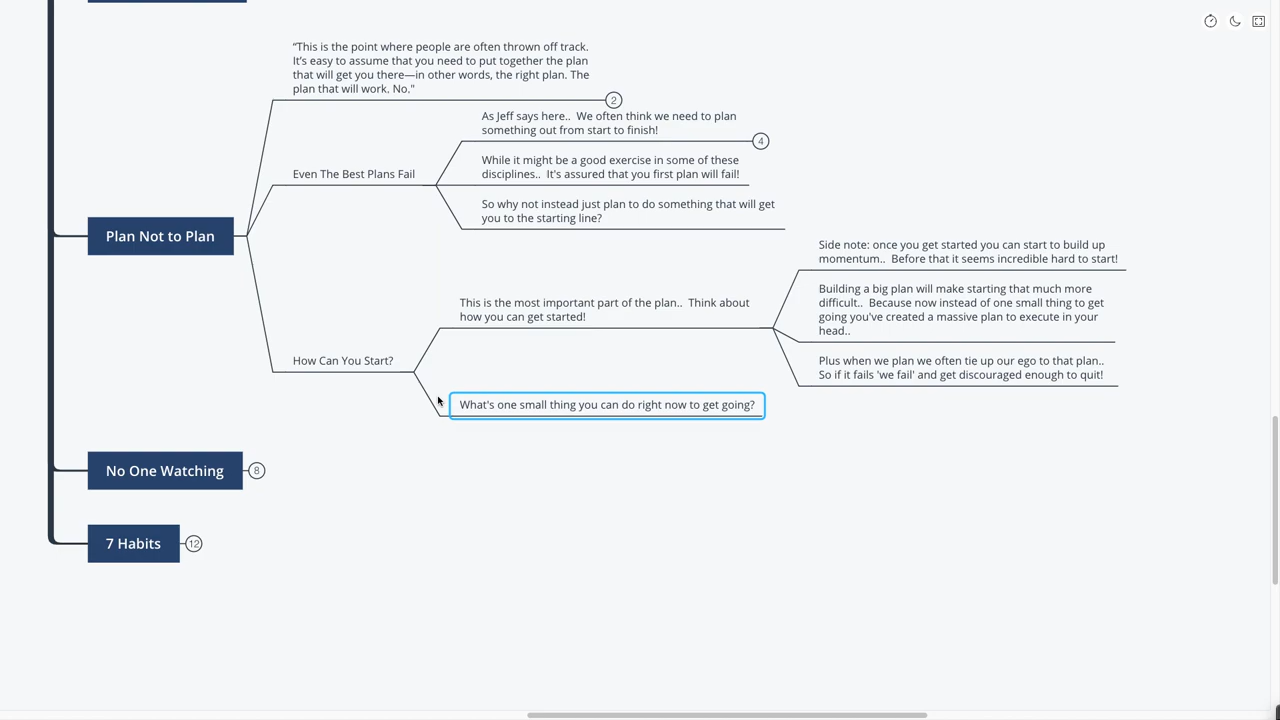 "This is the point where people are often thrown off track.
It's easy to assume that you need to put together the plan
that will get you there—in other words, the right plan. The
plan that will work. No."
2
As Jeff says here..  We often think we need to plan
something out from start to finish!
4
Even The Best Plans Fail
While it might be a good exercise in some of these
disciplines..  It's assured that you first plan will fail!
So why not instead just plan to do something that will get
you to the starting line?
Plan Not to Plan
Side note: once you get started you can start to build up
momentum..  Before that it seems incredible hard to start!
This is the most important part of the plan..  Think about
how you can get started!
Building a big plan will make starting that much more
difficult..  Because now instead of one small thing to get
going you've created a massive plan to execute in your
head..
How Can You Start?
Plus when we plan we often tie up our ego to that plan..
So if it fails 'we fail' and get discouraged enough to quit!
What's one small thing you can do right now to get going?
No One Watching
8
7 Habits
12